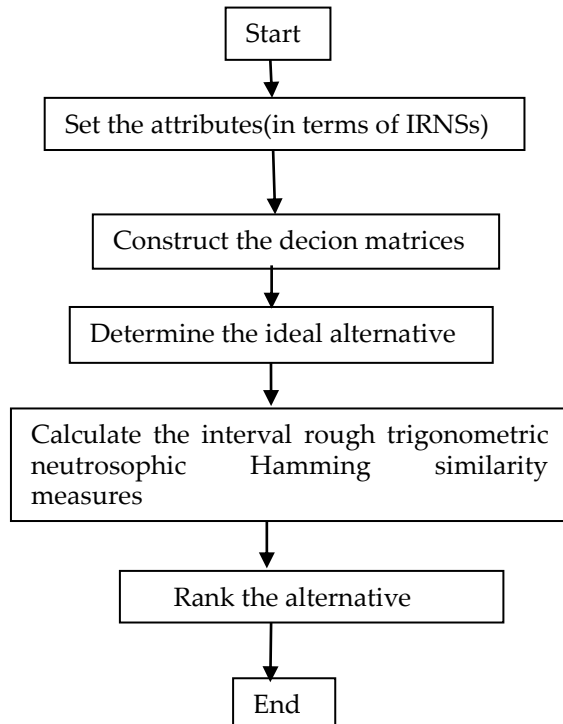 Start
Set the attributes(in terms of IRNSs)
Construct the decion matrices
Determine the ideal alternative
Calculate the interval rough trigonometric
neutrosophic Hamming similarity
measures
Rank the alternative
End